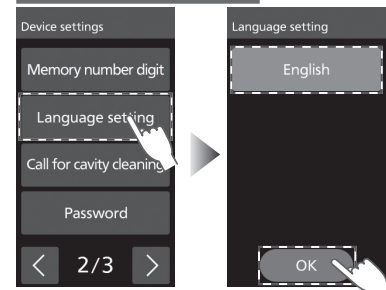 Device settings
Memory number digit
Language setting
Call for cavity cleaning
Password
2/3
Language setting
English
OK